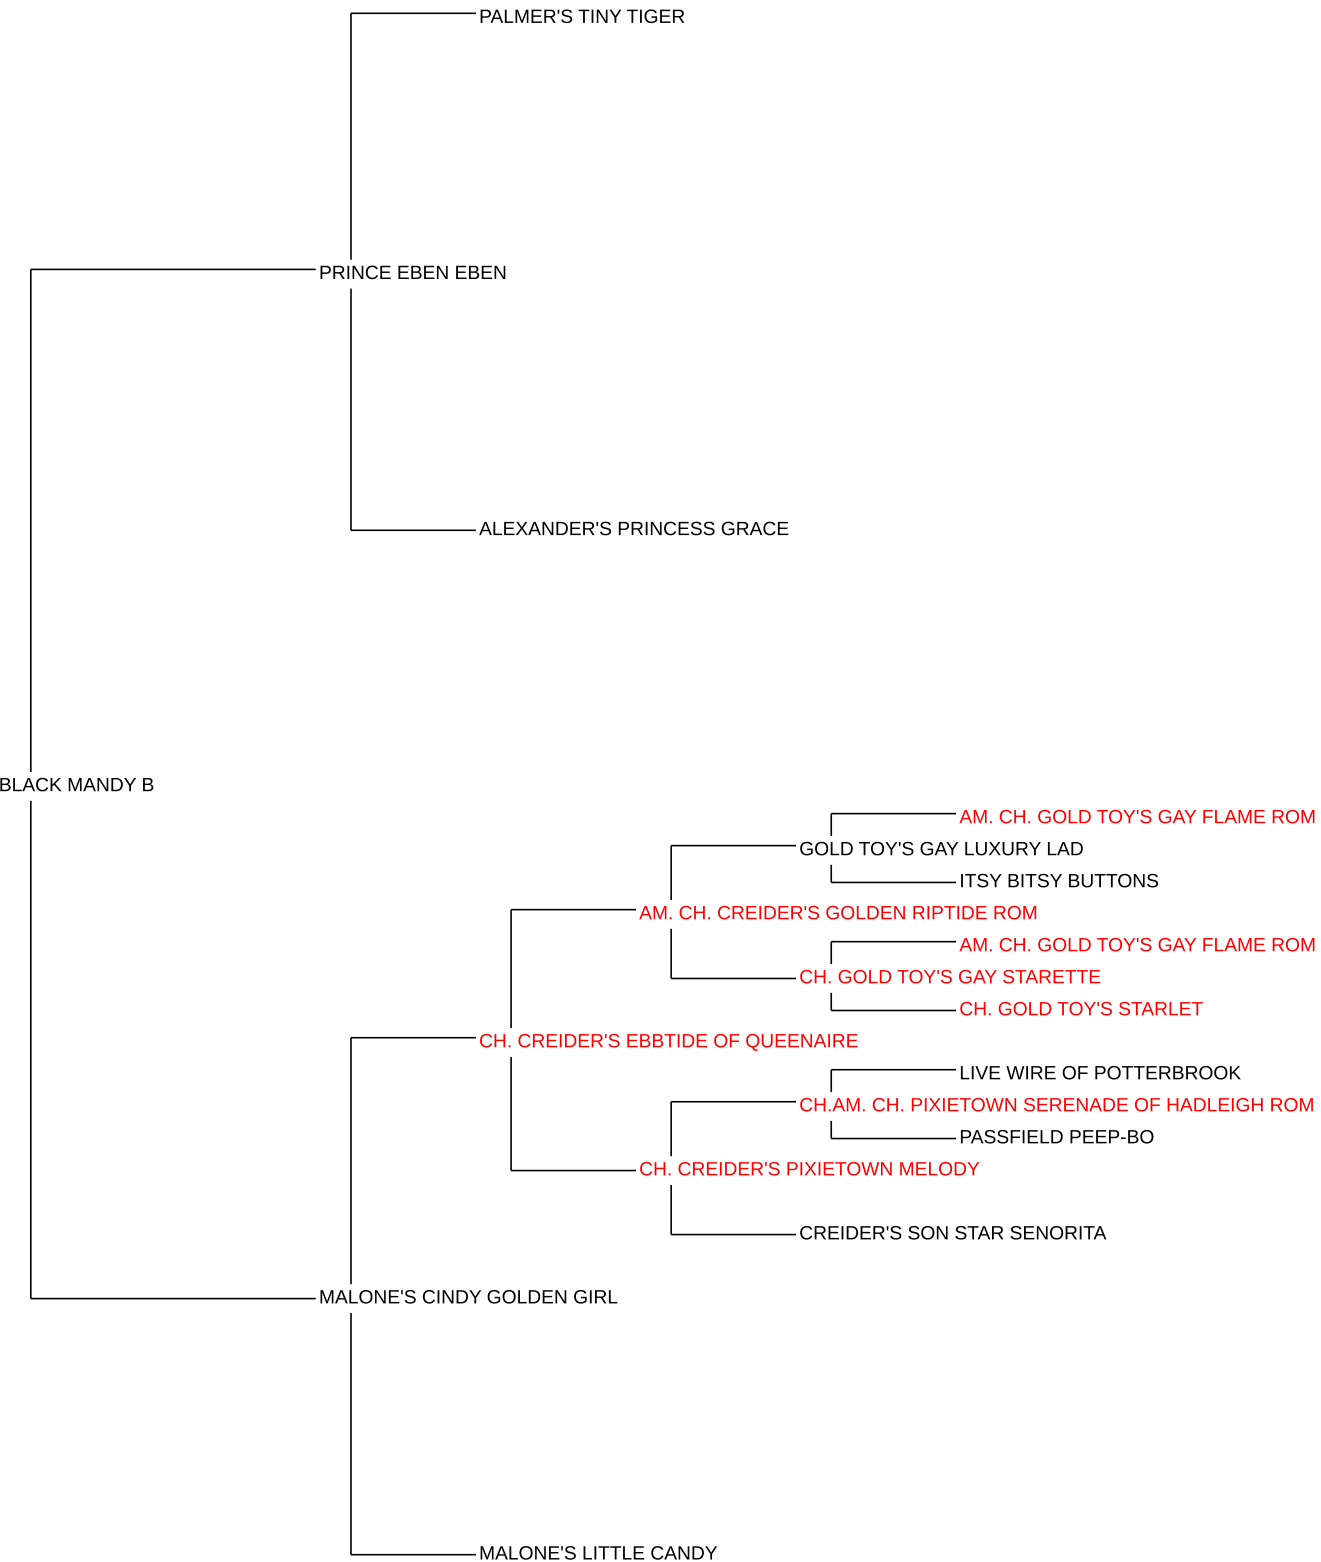 PALMER'S TINY TIGER
PRINCE EBEN EBEN
ALEXANDER'S PRINCESS GRACE
BLACK MANDY B
AM. CH. GOLD TOY'S GAY FLAME ROM
GOLD TOY'S GAY LUXURY LAD
ITSY BITSY BUTTONS
AM. CH. CREIDER'S GOLDEN RIPTIDE ROM
AM. CH. GOLD TOY'S GAY FLAME ROM
CH. GOLD TOY'S GAY STARETTE
CH. GOLD TOY'S STARLET
CH. CREIDER'S EBBTIDE OF QUEENAIRE
LIVE WIRE OF POTTERBROOK
CH.AM. CH. PIXIETOWN SERENADE OF HADLEIGH ROM
PASSFIELD PEEP-BO
CH. CREIDER'S PIXIETOWN MELODY
CREIDER'S SON STAR SENORITA
MALONE'S CINDY GOLDEN GIRL
MALONE'S LITTLE CANDY